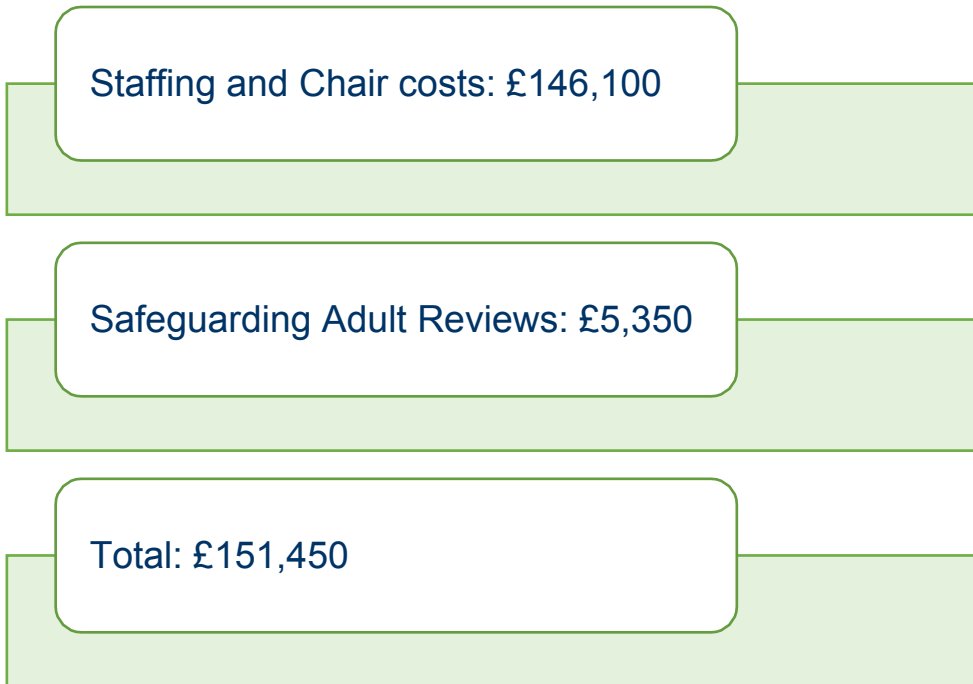 Staffing and Chair costs: £146,100
Safeguarding Adult Reviews: £5,350
Total: £151,450